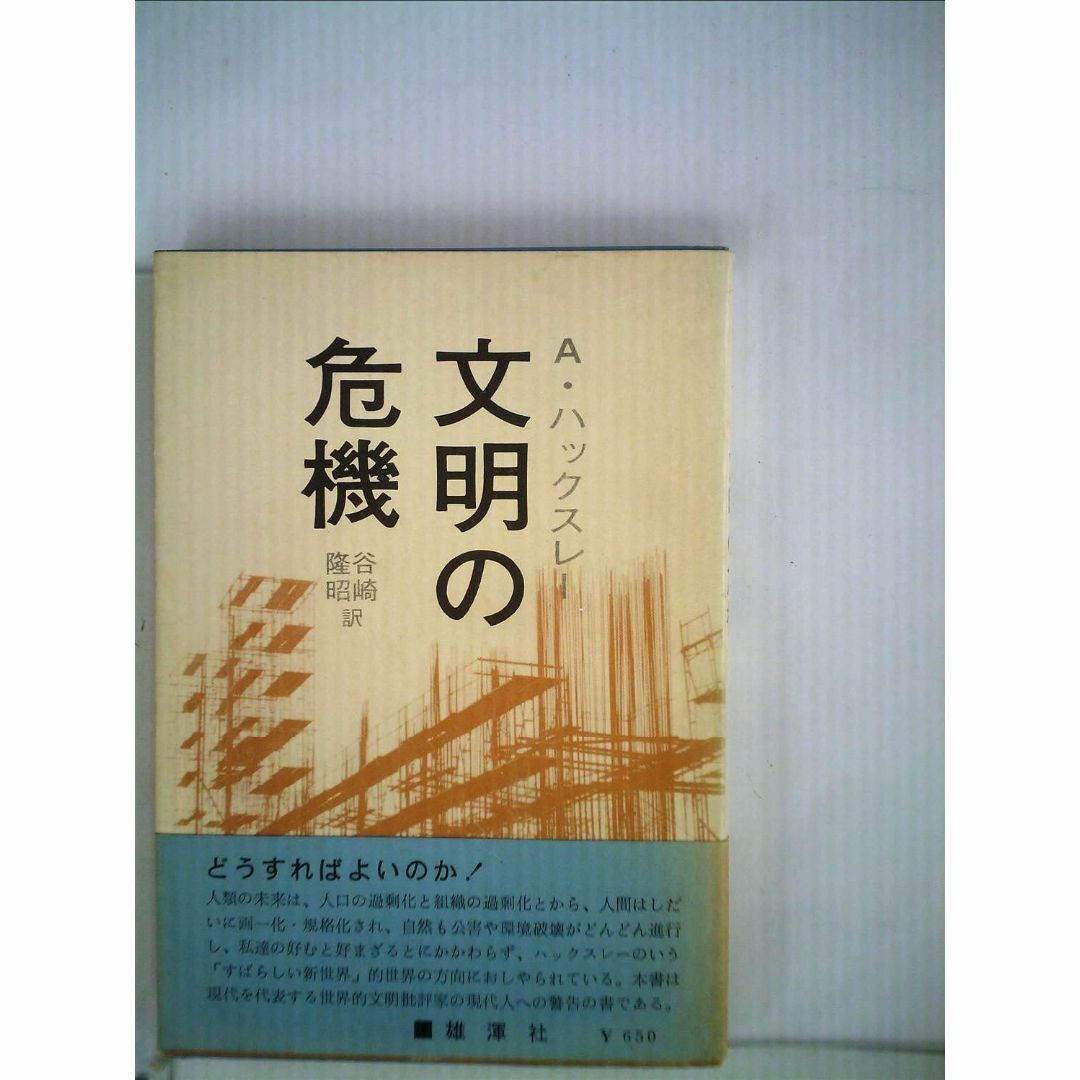 A・ハックスレー
文明の
危機
谷崎
隆昭
訳
どうすればよいのか!
人類の未来は、人口の過剰化と組織の過剰化とから、人間はしだ
いに画一化・規格化され、自然も公害や環境破壊がどんどん進行
し、私達の好むと好まざるとにかかわらず、ハックスレーのいう
「すばらしい新世界」的世界の方向におしやられている。本書は
現代を代表する世界的文明批評家の現代人への警告の書である。
■雄渾社 ¥650